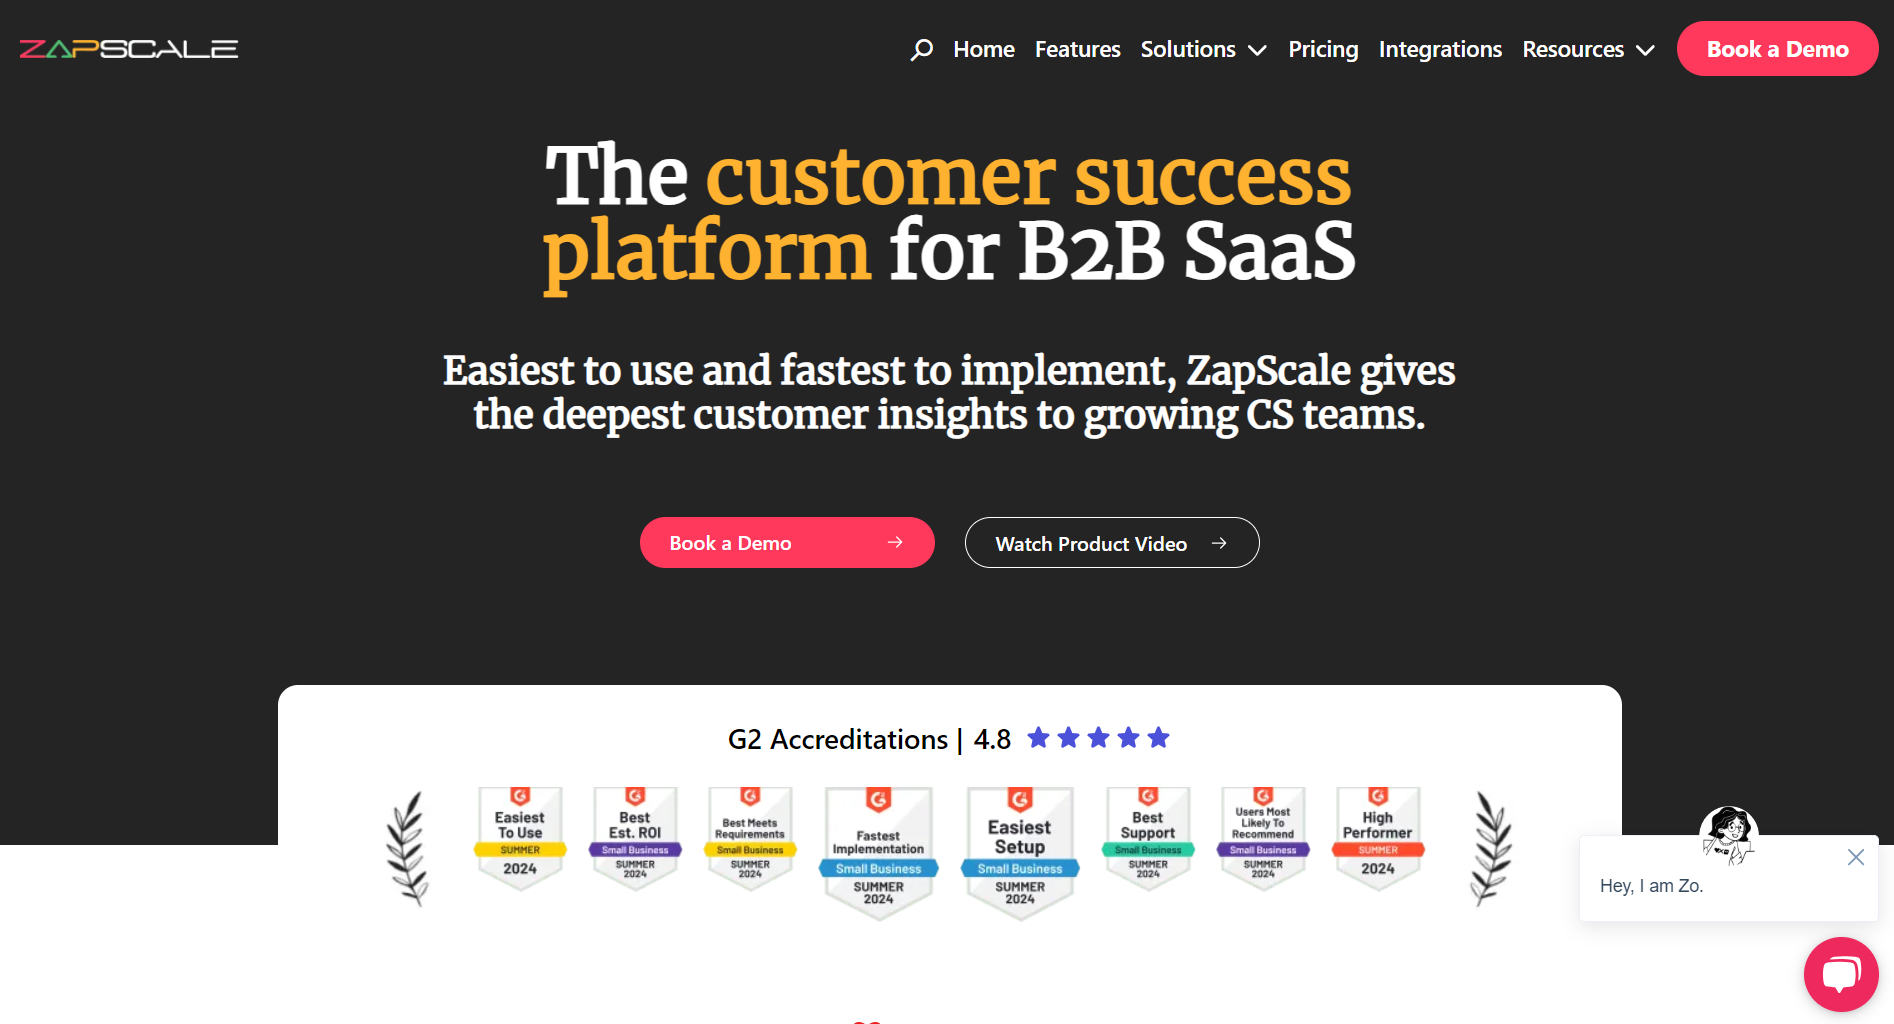 ZAPSCALE
Home Features Solutions Pricing Integrations Resources Book a Demo
The customer success
platform for B2B SaaS
Easiest to use and fastest to implement, ZapScale gives
the deepest customer insights to growing CS teams.
Book a Demo
Watch Product Video
G2 Accreditations | 4.8
Easiest
To Use
SUMMER
2024
Best
Est. ROI
Small Business
SUMMER
2024
Best Meets
Requirements
Small Business
SUMMER
2024
Fastest
Implementation
Small Business
SUMMER
2024
Easiest
Setup
Small Business
SUMMER
2024
Best
Support
Small Business
SUMMER
2024
Users Most
Likely To
Recommend
Small Business
SUMMER
2024
High
Performer
SUMMER
2024
Hey, I am Zo.